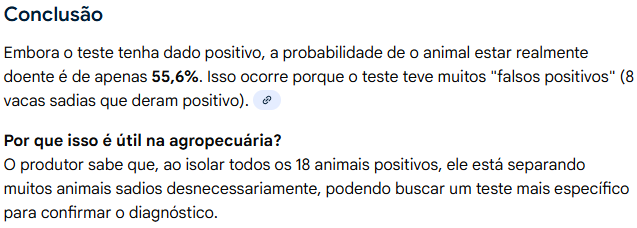 Conclusão
Embora o teste tenha dado positivo, a probabilidade de o animal estar realmente
doente é de apenas 55,6%. Isso ocorre porque o teste teve muitos "falsos positivos" (8
vacas sadias que deram positivo).
Por que isso é útil na agropecuária?
O produtor sabe que, ao isolar todos os 18 animais positivos, ele está separando
muitos animais sadios desnecessariamente, podendo buscar um teste mais específico
para confirmar o diagnóstico.